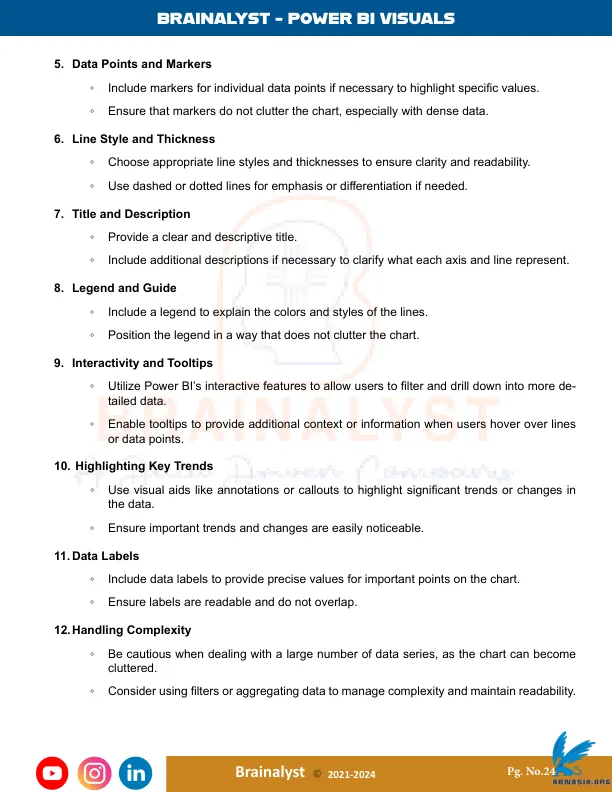 BRAINALYST - POWER BI VISUALS
5. Data Points and Markers
◦ Include markers for individual data points if necessary to highlight specific values.
◦ Ensure that markers do not clutter the chart, especially with dense data.
6. Line Style and Thickness
◦ Choose appropriate line styles and thicknesses to ensure clarity and readability.
◦ Use dashed or dotted lines for emphasis or differentiation if needed.
7. Title and Description
◦ Provide a clear and descriptive title.
◦ Include additional descriptions if necessary to clarify what each axis and line represent.
8. Legend and Guide
◦ Include a legend to explain the colors and styles of the lines.
◦ Position the legend in a way that does not clutter the chart.
9. Interactivity and Tooltips
◦ Utilize Power BI's interactive features to allow users to filter and drill down into more de-
tailed data.
◦ Enable tooltips to provide additional context or information when users hover over lines
or data points.
BRAINALYST
10. Highlighting Key Trends
A Data Driven Company
◦ Use visual aids like annotations or callouts to highlight significant trends or changes in
the data.
◦ Ensure important trends and changes are easily noticeable.
11. Data Labels
◦ Include data labels to provide precise values for important points on the chart.
◦ Ensure labels are readable and do not overlap.
12. Handling Complexity
◦ Be cautious when dealing with a large number of data series, as the chart can become
cluttered.
◦ Consider using filters or aggregating data to manage complexity and maintain readability.
in
Brainalyst © 2021-2024
Pg. No.24
ABNASIA.ORG